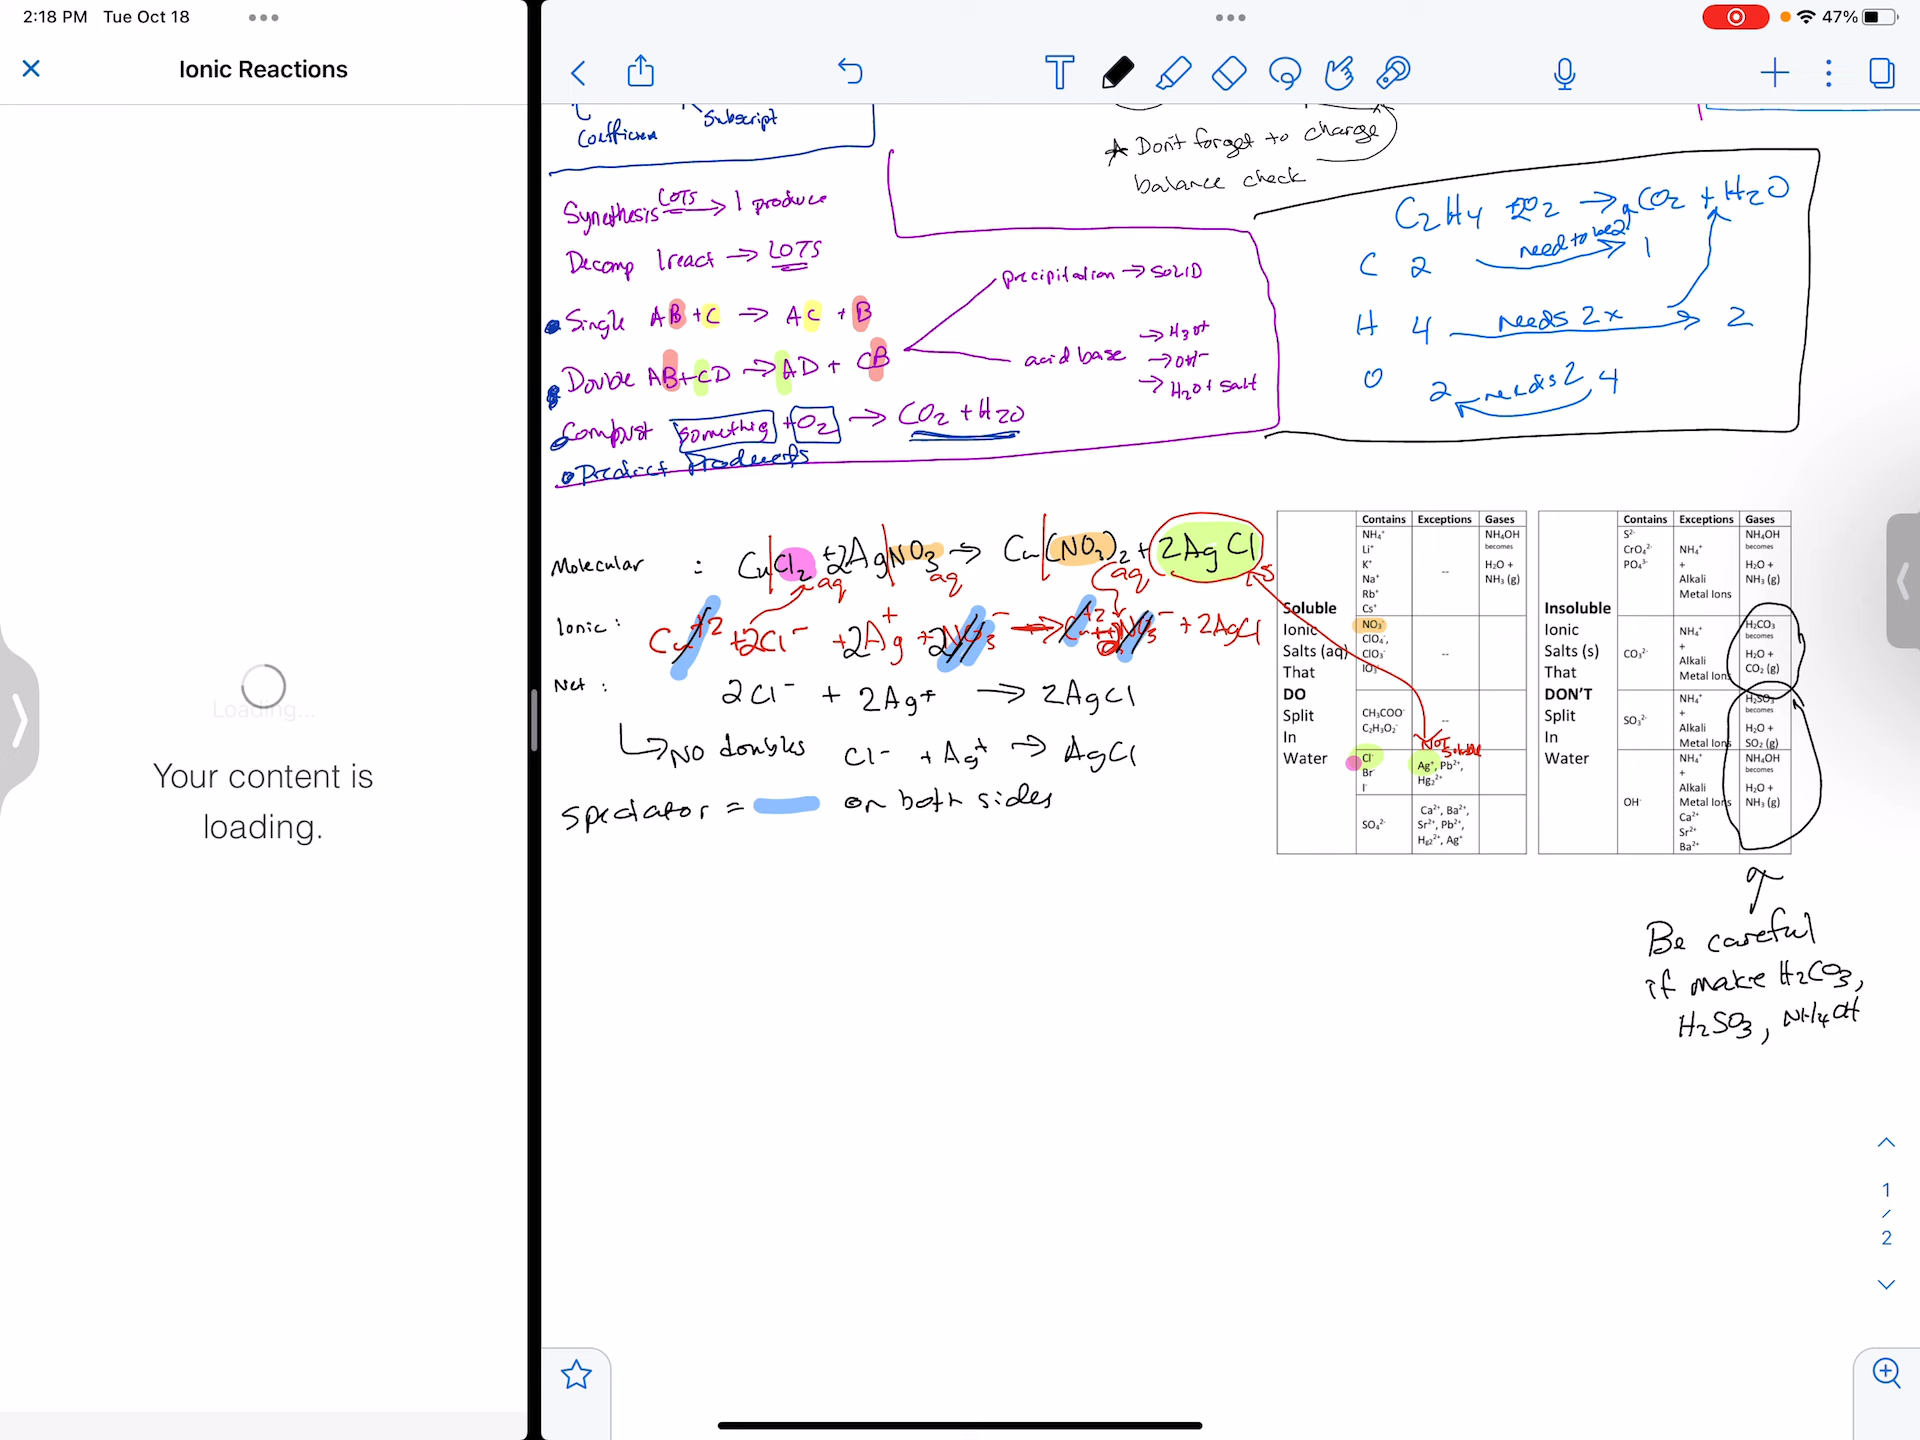 2:18 PM Tue Oct 18
47%
Ionic Reactions
Loading...
Your content is
loading.
Coefficient
Subscript
Don't forget to charge
balance check
Synethesis LOTS → 1 produce
Decomp 1 react → LOTS
Single AB + C → AC + B
Double AB + CD → AD + CB
Combust something + O2 → CO2 + H2O
Predict Producents
precipitation → SOLID
acid base → H3O+
→ OH-
→ H2O + salt
C2H4 + 2O2 → 2CO2 + H2O
C 2 need to be 2 1
H 4 needs 2x → 2
O 2 needs 2 4
Molecular : CuCl2 aq + 2AgNO3 aq → Cu(NO3)2 aq + 2AgCl s
Ionic : Cu+2 + 2Cl- + 2Ag+ + 2NO3- → Cu+2 + 2NO3- + 2AgCl
Net : 2Cl- + 2Ag+ → 2AgCl
↳ NO doubles Cl- + Ag+ → AgCl
spectator = on both sides
Contains Exceptions Gases
Soluble
Ionic
Salts (aq)
That
DO
Split
In
Water
NH4+
Li+
K+
Na+
Rb+
Cs+
--
NH4OH
becomes
H2O +
NH3 (g)
NO3-
ClO4-,
ClO3-
IO3-
--
CH3COO-
C2H3O2-
--
Cl-
Br-
I-
NOT
soluble
Ag+, Pb2+,
Hg22+
SO42-
Ca2+, Ba2+,
Sr2+, Pb2+,
Hg22+, Ag+
Contains Exceptions Gases
Insoluble
Ionic
Salts (s)
That
DON'T
Split
In
Water
S2-
CrO42-
PO43-
NH4+
+
Alkali
Metal Ions
NH4OH
becomes
H2O +
NH3 (g)
CO32-
NH4+
+
Alkali
Metal Ions
H2CO3
becomes
H2O +
CO2 (g)
SO32-
NH4+
+
Alkali
Metal Ions
H2SO3
becomes
H2O +
SO2 (g)
OH-
NH4+
+
Alkali
Metal Ions
Ca2+
Sr2+
Ba2+
NH4OH
becomes
H2O +
NH3 (g)
Be careful
if make H2CO3,
H2SO3, NH4OH
1
/
2